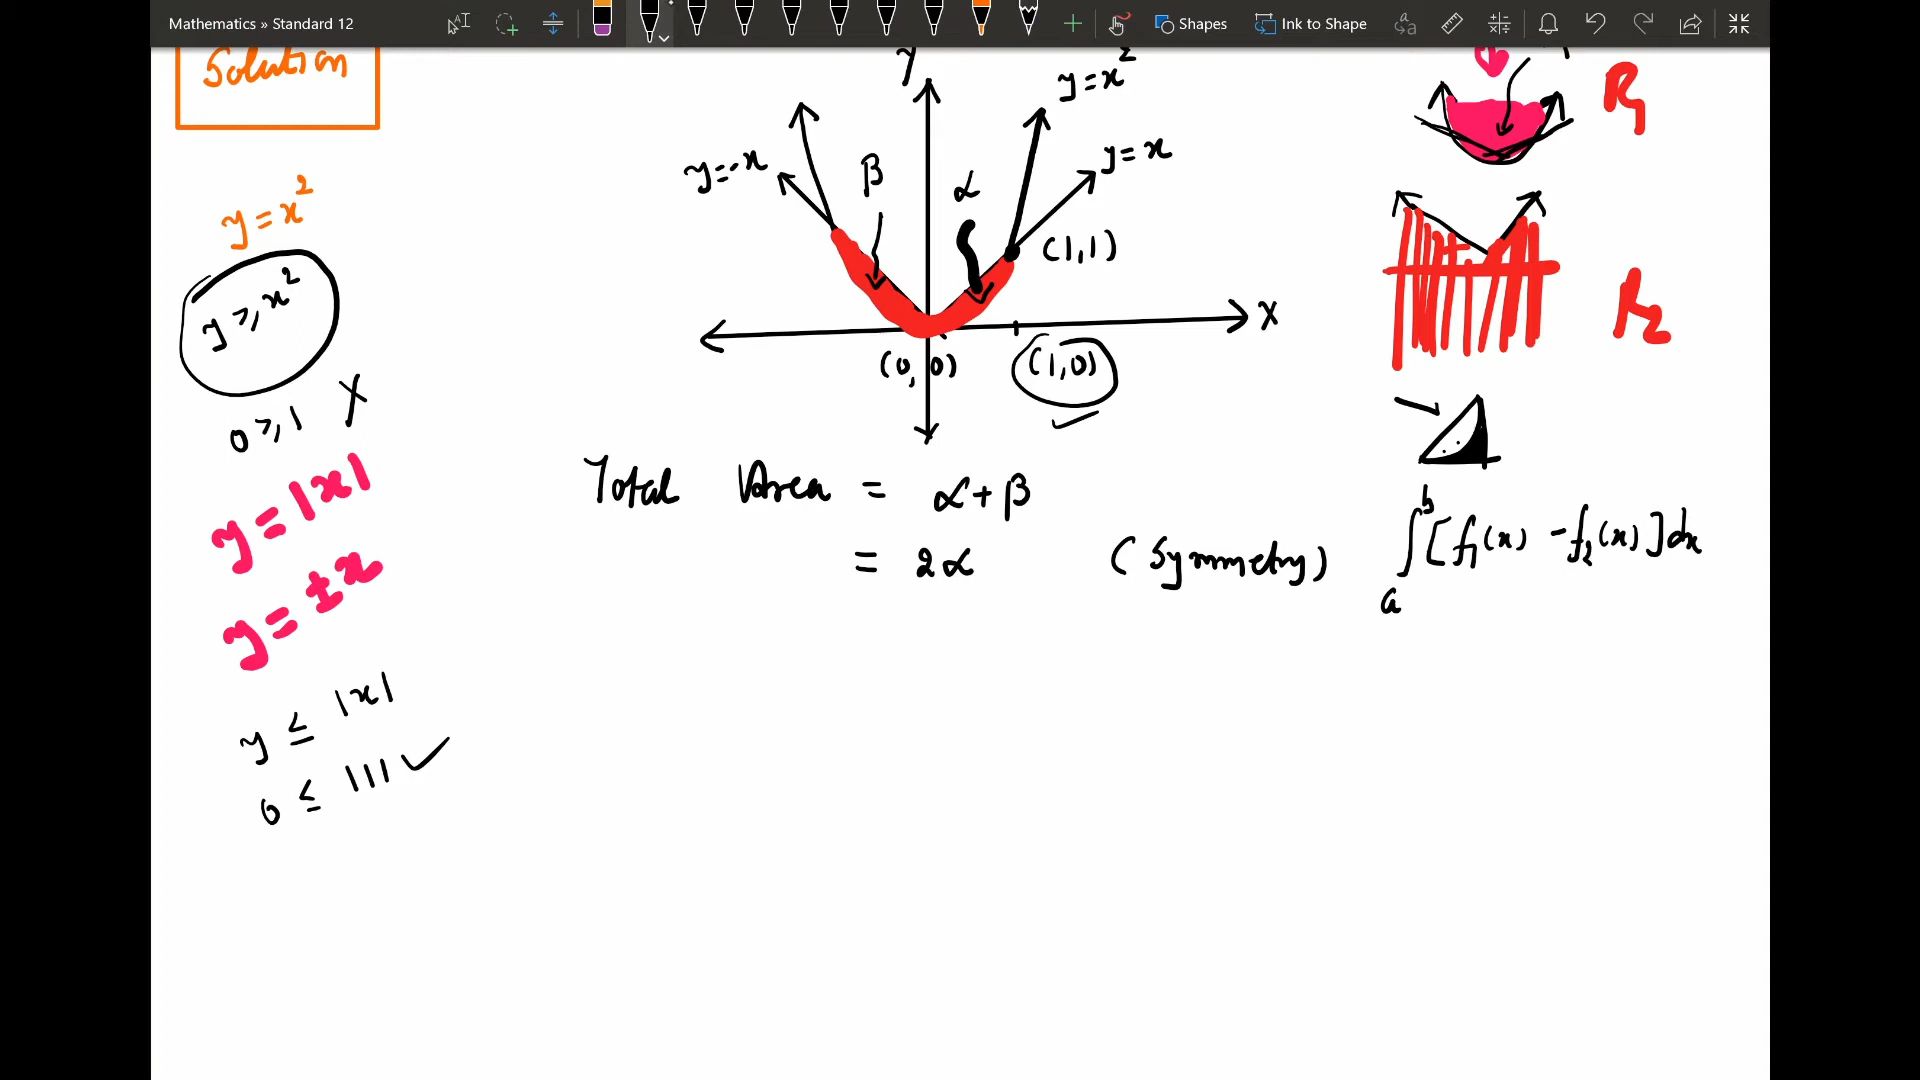 Mathematics » Standard 12
Shapes
Ink to Shape
Solution
y = x²
y ≥ x²
0 ≥ 1 X
y = |x|
y = ±x
y ≤ |x|
0 ≤ |1| ✓
y
y = x²
y = -x
β
α
y = x
(1,1)
X
(0,0)
(1,0)
R₁
R₂
Total Area = α + β
= 2α (Symmetry)
∫ₐᵇ [f₁(x) - f₂(x)]dx